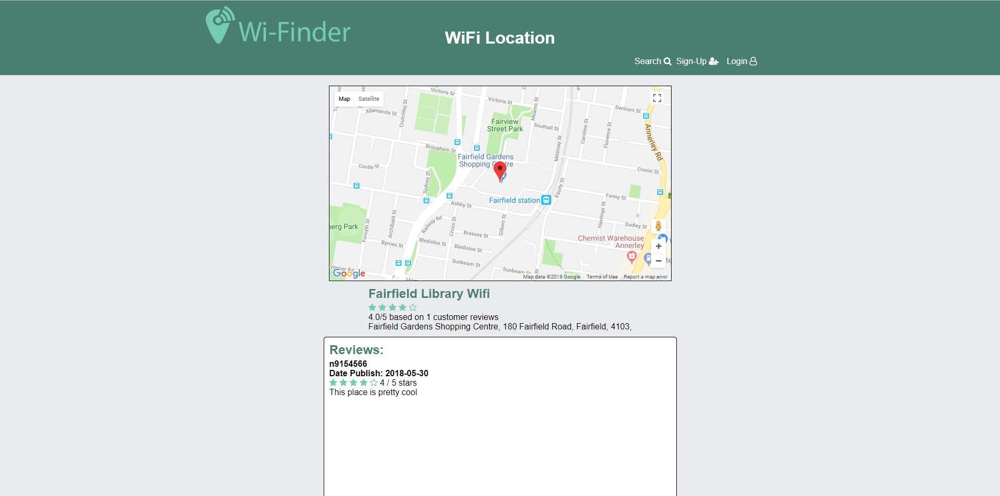 Wi-Finder
WiFi Location
Search Sign-Up Login
Map Satellite
Victoria St
Victoria St
Allamanda St
Crutchley St
Mearns St
Denham St
Fairview
Street Park
Southall St
Caroline St
Florence St
Annerley Rd
Brougham St
Mildmay St
Fairfield Gardens
Shopping Centre
Castle St
Sydney St
Cronin St
Equity St
Fairfield station
Fanny St
Ashby St
Hastings St
Archibald St
Railway Rd
Cross St
Gilbert St
Forsyth St
berg Park
Dudley St
Brassey St
Chemist Warehouse
Annerley
Byrnes St
Bledisloe St
Bledisloe St
Sunbeam St
Sunbeam St
Venner Rd
Google
Map data ©2018 Google Terms of Use Report a map error
Fairfield Library Wifi
4.0/5 based on 1 customer reviews
Fairfield Gardens Shopping Centre, 180 Fairfield Road, Fairfield, 4103,
Reviews:
n9154566
Date Publish: 2018-05-30
4 / 5 stars
This place is pretty cool